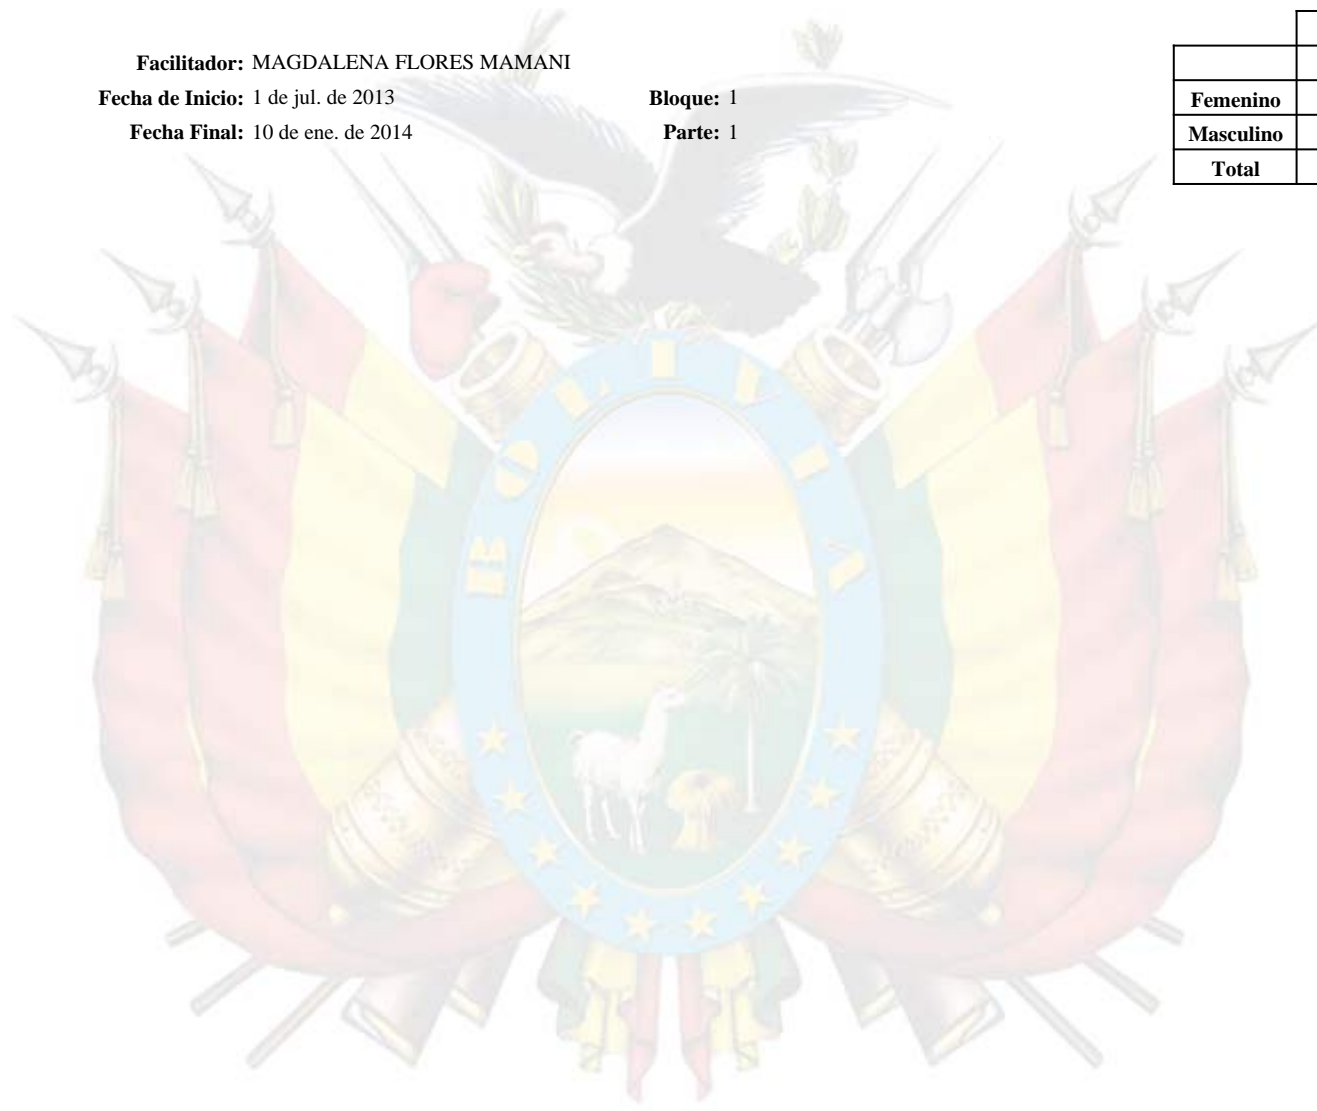 Facilitador: MAGDALENA FLORES MAMANI
Fecha de Inicio: 1 de jul. de 2013 Bloque: 1
Fecha Final: 10 de ene. de 2014 Parte: 1
Femenino
Masculino
Total
BOLIVIA